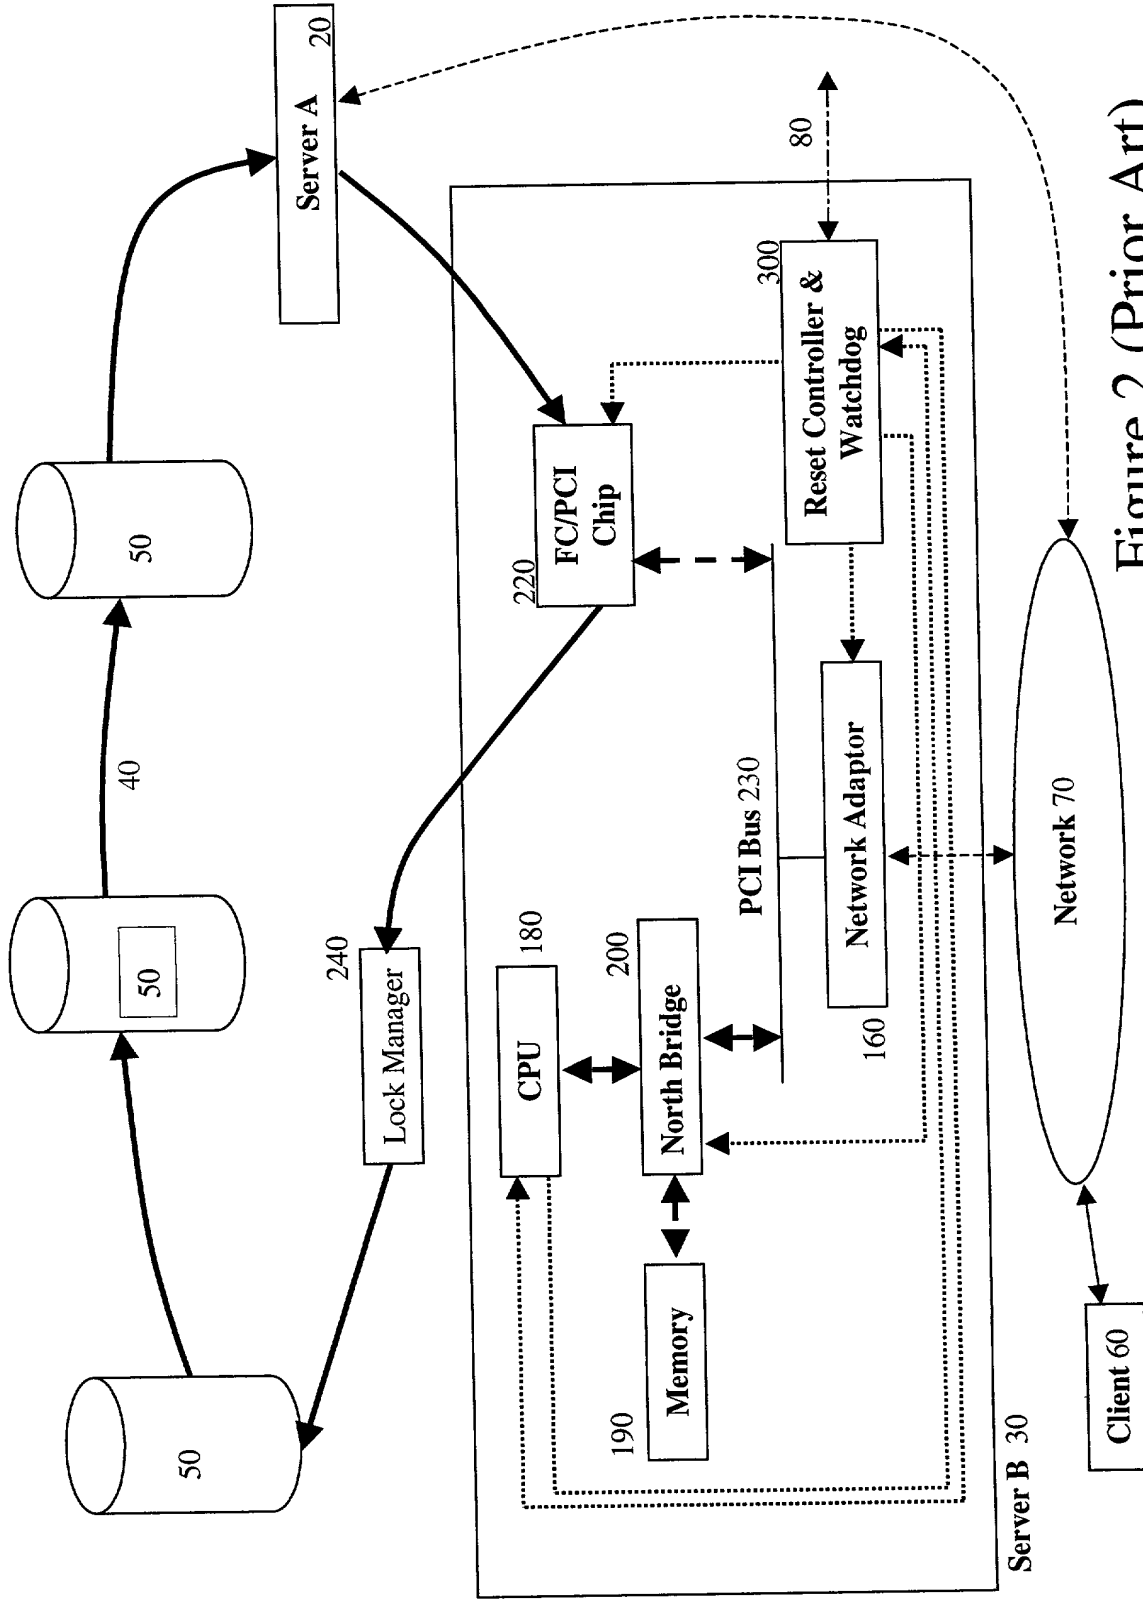 50
50
50
40
Server A
20
240
Lock Manager
220
FC/PCI
Chip
CPU
180
North Bridge
200
190
Memory
PCI Bus 230
Network Adaptor
160
300
Reset Controller &
Watchdog
80
Server B 30
Network 70
Client 60
Figure 2 (Prior Art)